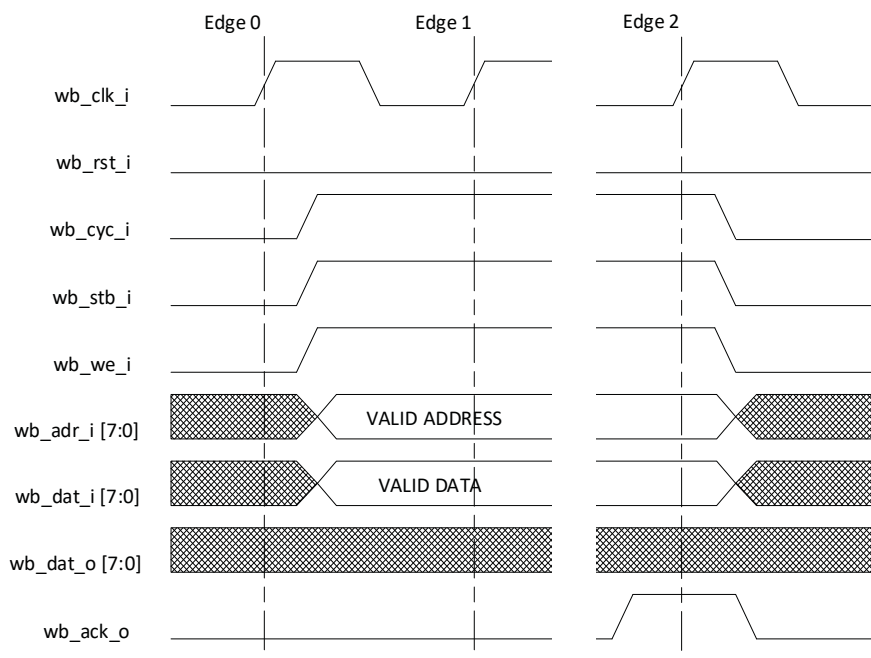 Edge 0 Edge 1 Edge 2
wb_clk_i
wb_rst_i
wb_cyc_i
wb_stb_i
wb_we_i
wb_adr_i [7:0] VALID ADDRESS
wb_dat_i [7:0] VALID DATA
wb_dat_o [7:0]
wb_ack_o